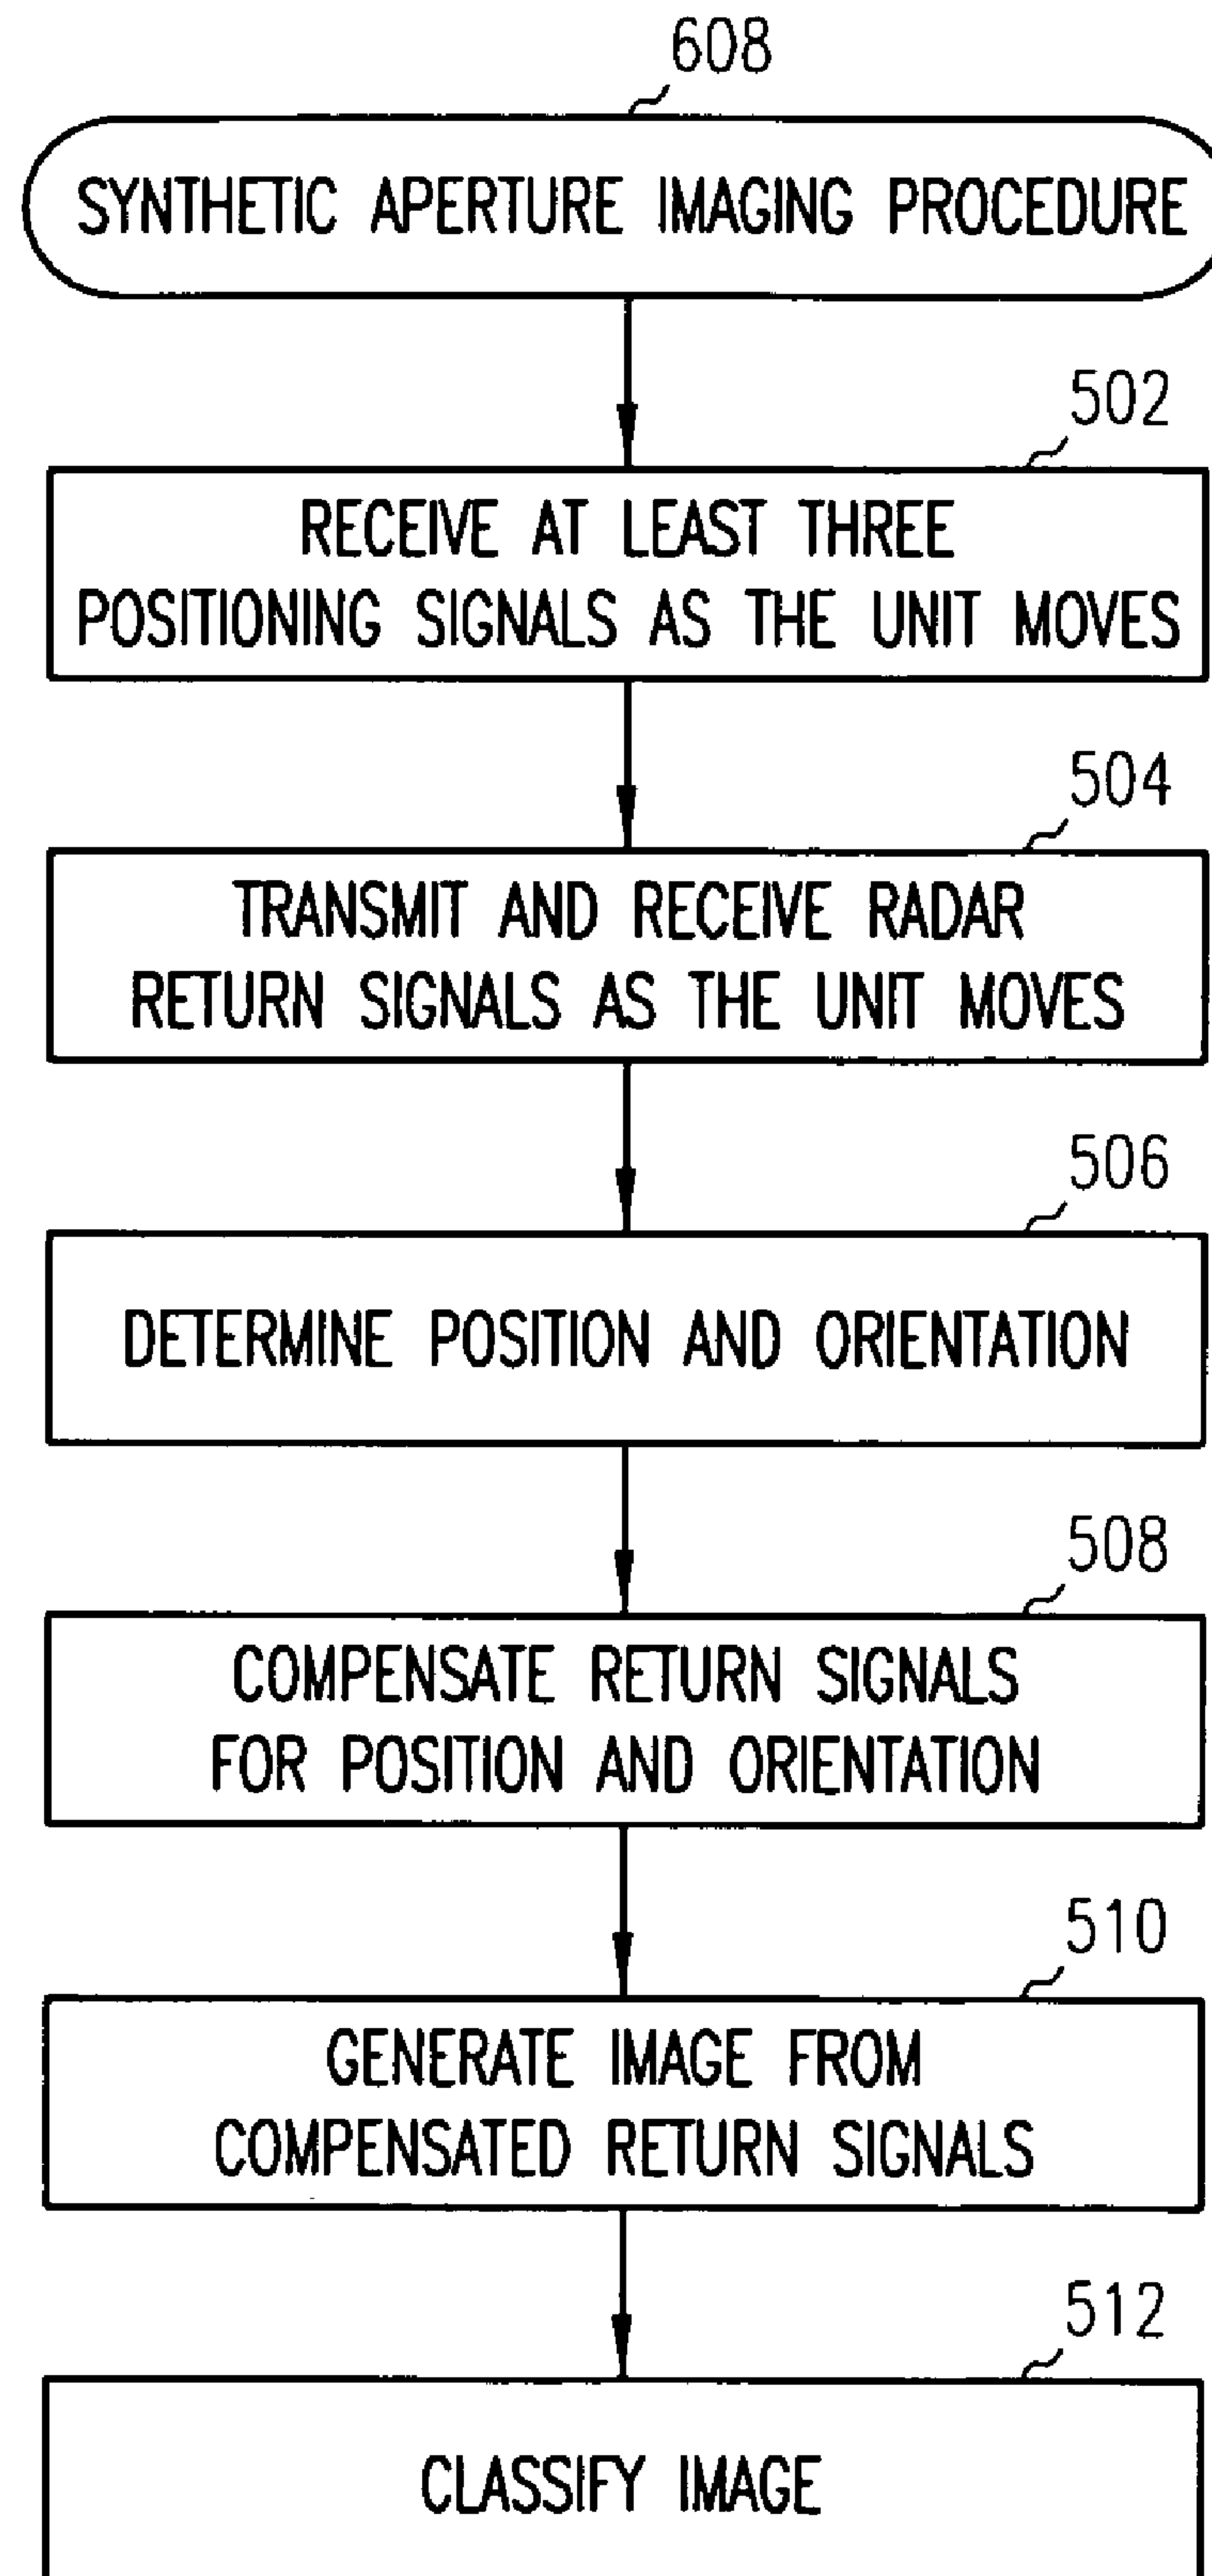 608
SYNTHETIC APERTURE IMAGING PROCEDURE
502
RECEIVE AT LEAST THREE
POSITIONING SIGNALS AS THE UNIT MOVES
504
TRANSMIT AND RECEIVE RADAR
RETURN SIGNALS AS THE UNIT MOVES
506
DETERMINE POSITION AND ORIENTATION
508
COMPENSATE RETURN SIGNALS
FOR POSITION AND ORIENTATION
510
GENERATE IMAGE FROM
COMPENSATED RETURN SIGNALS
512
CLASSIFY IMAGE